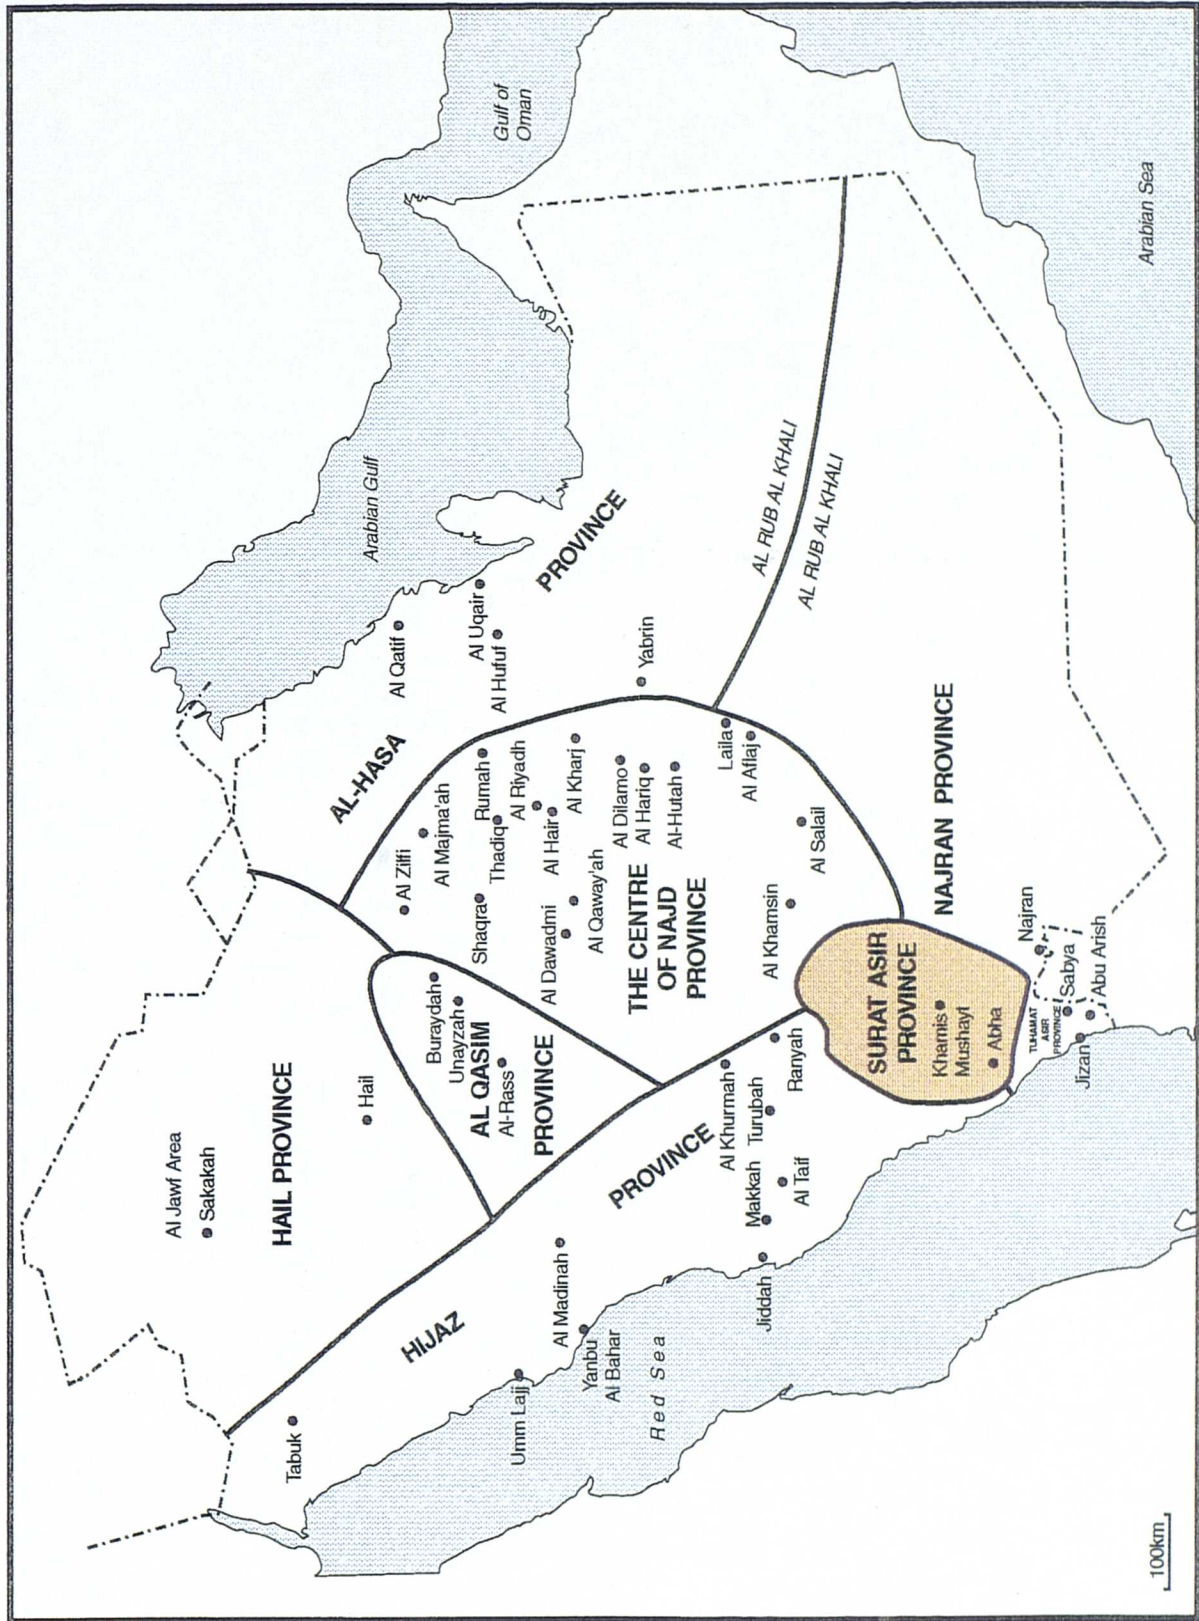 Gulf of
Oman
Arabian Gulf
Arabian Sea
Al Jawf Area
Sakakah
HAIL PROVINCE
Hail
Tabuk
HIJAZ
PROVINCE
Umm Lajj
Al Madinah
Yanbu
Al Bahar
Red Sea
Jiddah
Makkah
Al Taif
Turubah
Al Khurmah
Ranyah
Buraydah
Unayzah
AL QASIM
Al-Rass
PROVINCE
AL-HASA
PROVINCE
Al Qatif
Al Uqair
Al Hufuf
Yabrin
Al Zilfi
Al Majma'ah
Rumah
Thadiq
Al Riyadh
Shaqra
Al Hair
Al Kharj
Al Dawadmi
Al Qaway'ah
Al Dilamo
Al Hariq
Al-Hutah
THE CENTRE
OF NAJD
PROVINCE
Laila
Al Aflaj
Al Salail
Al Khamsin
AL RUB AL KHALI
AL RUB AL KHALI
NAJRAN PROVINCE
Najran
SURAT ASIR
PROVINCE
Khamis
Mushayt
Abha
TUHAMAT
ASIR
PROVINCE
Sabya
Abu Arish
Jizan
100km